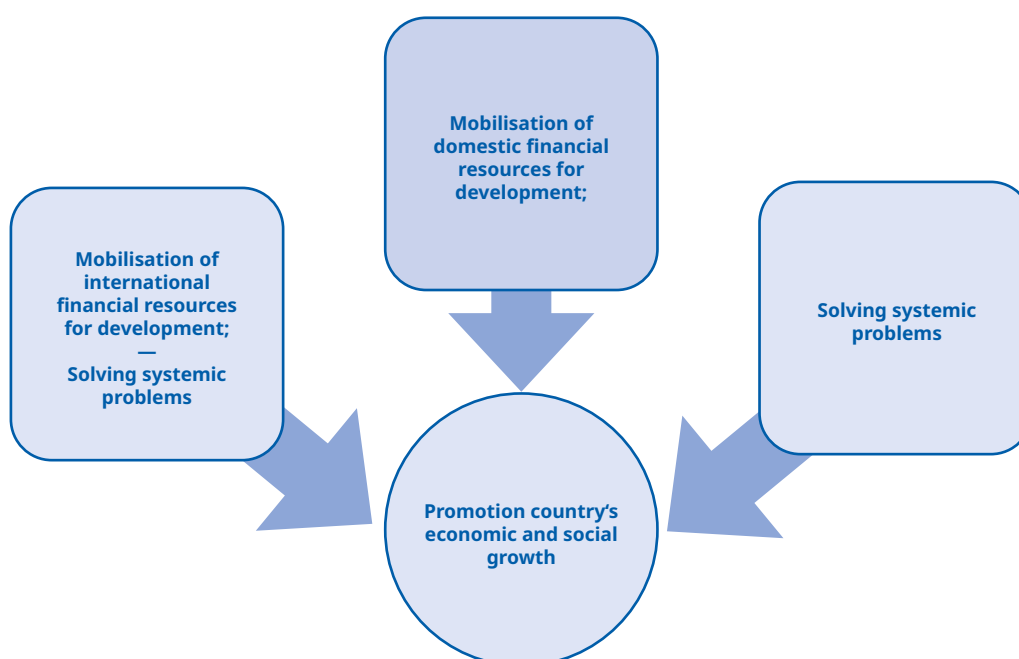 Mobilisation of
domestic financial
resources for
development;
Mobilisation of
international
financial resources
for development;
—
Solving systemic
problems
Solving systemic
problems
Promotion country‘s
economic and social
growth